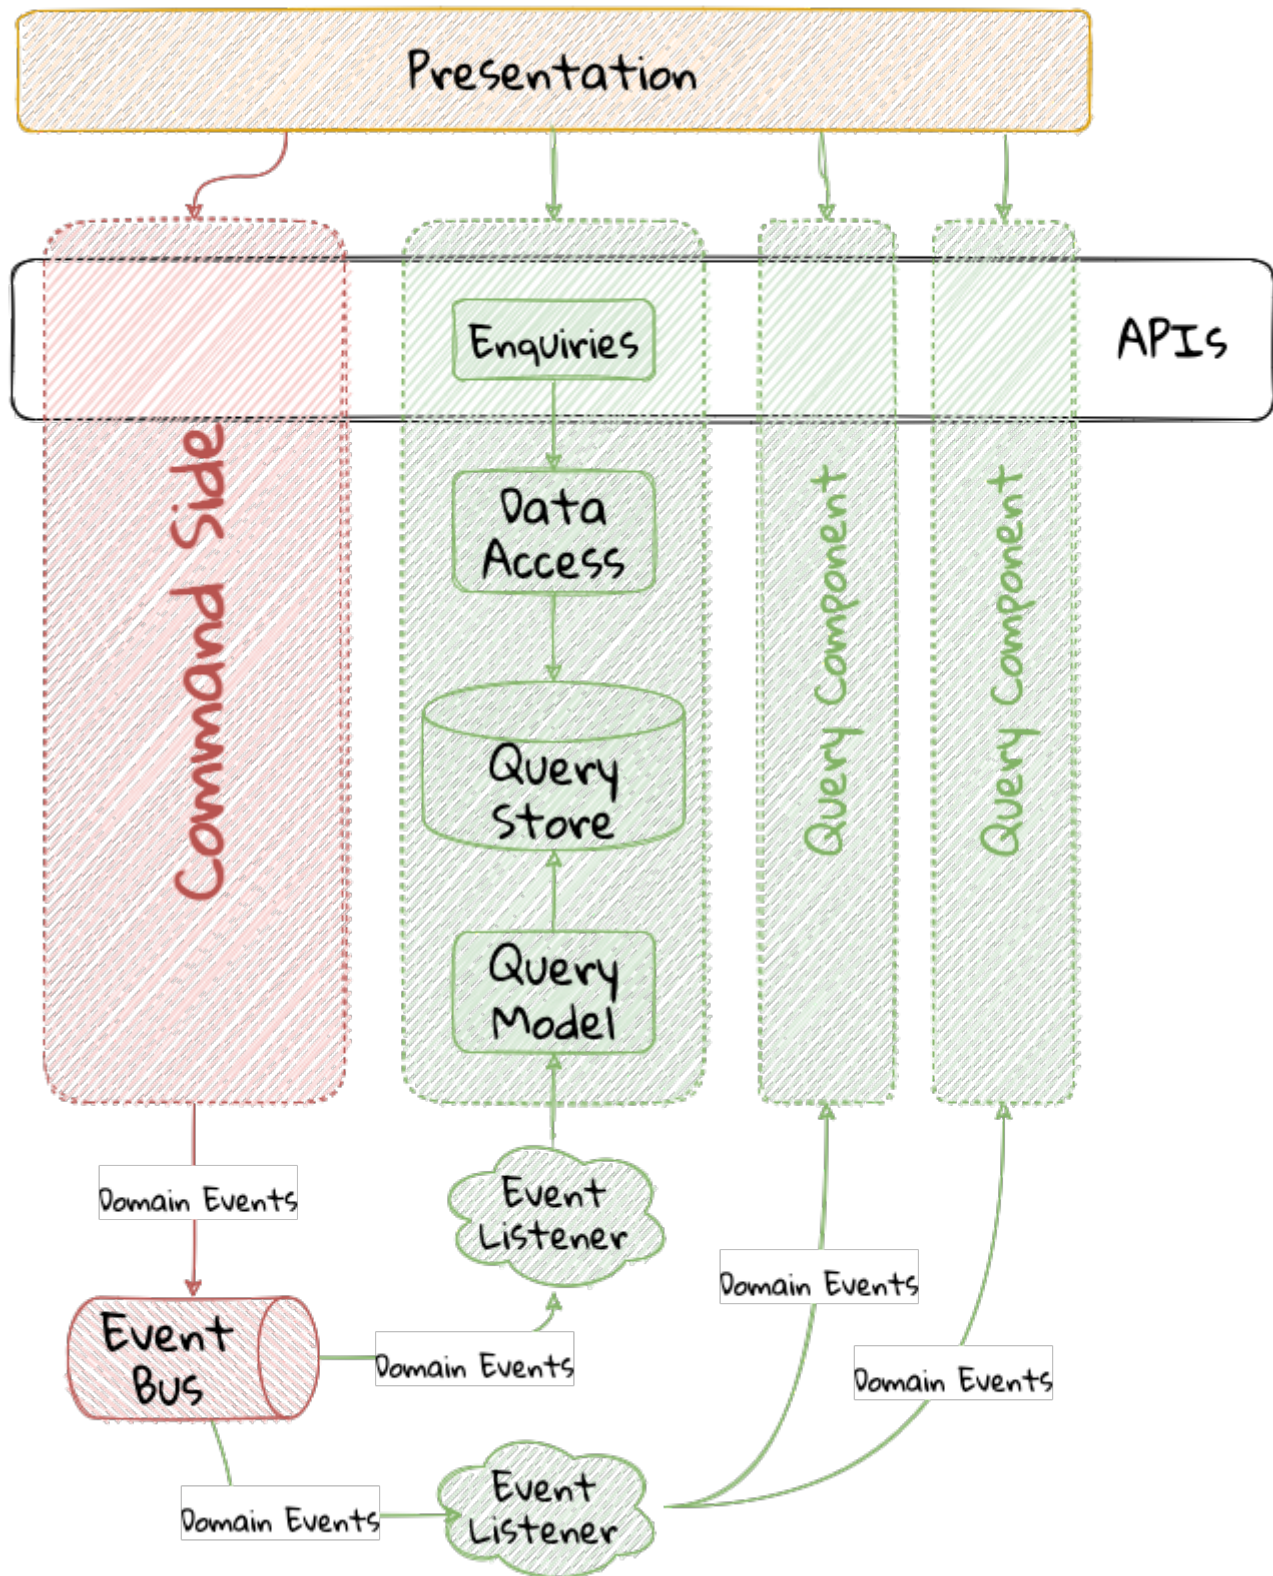 Presentation
APIs
Enquiries
Data
Access
Command Side
Query Component
Query Component
Query
Store
Query
Model
Domain Events
Event
Listener
Domain Events
Event
Bus
Domain Events
Domain Events
Event
Listener
Domain Events